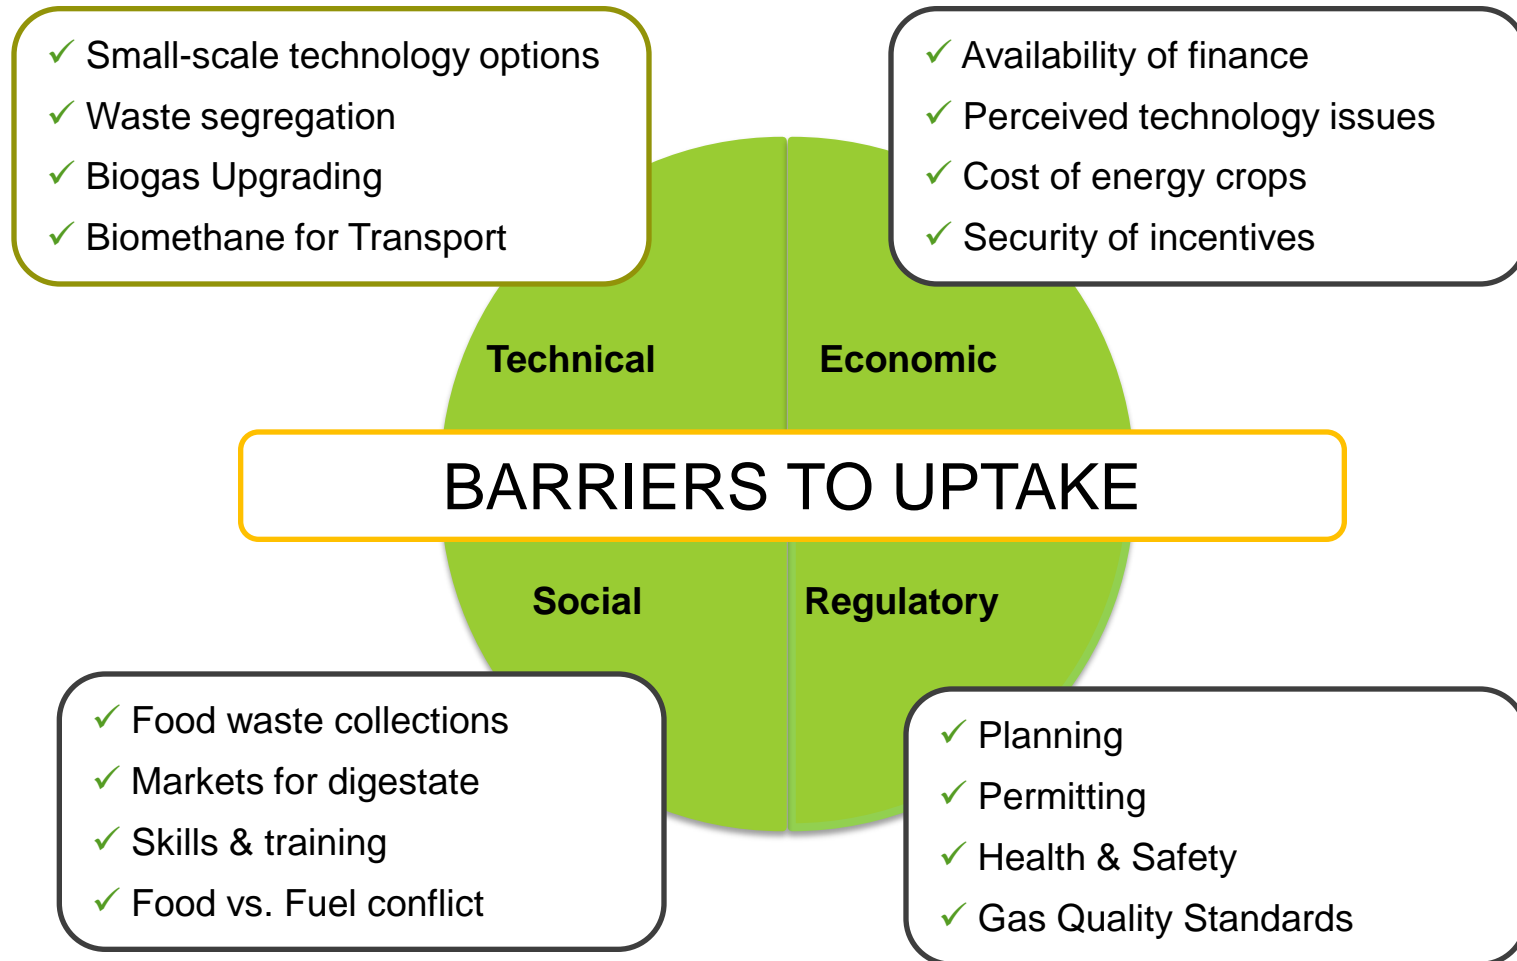 ✓ Small-scale technology options
✓ Waste segregation
✓ Biogas Upgrading
✓ Biomethane for Transport
✓ Availability of finance
✓ Perceived technology issues
✓ Cost of energy crops
✓ Security of incentives
Technical
Economic
BARRIERS TO UPTAKE
Social
Regulatory
✓ Food waste collections
✓ Markets for digestate
✓ Skills & training
✓ Food vs. Fuel conflict
✓ Planning
✓ Permitting
✓ Health & Safety
✓ Gas Quality Standards